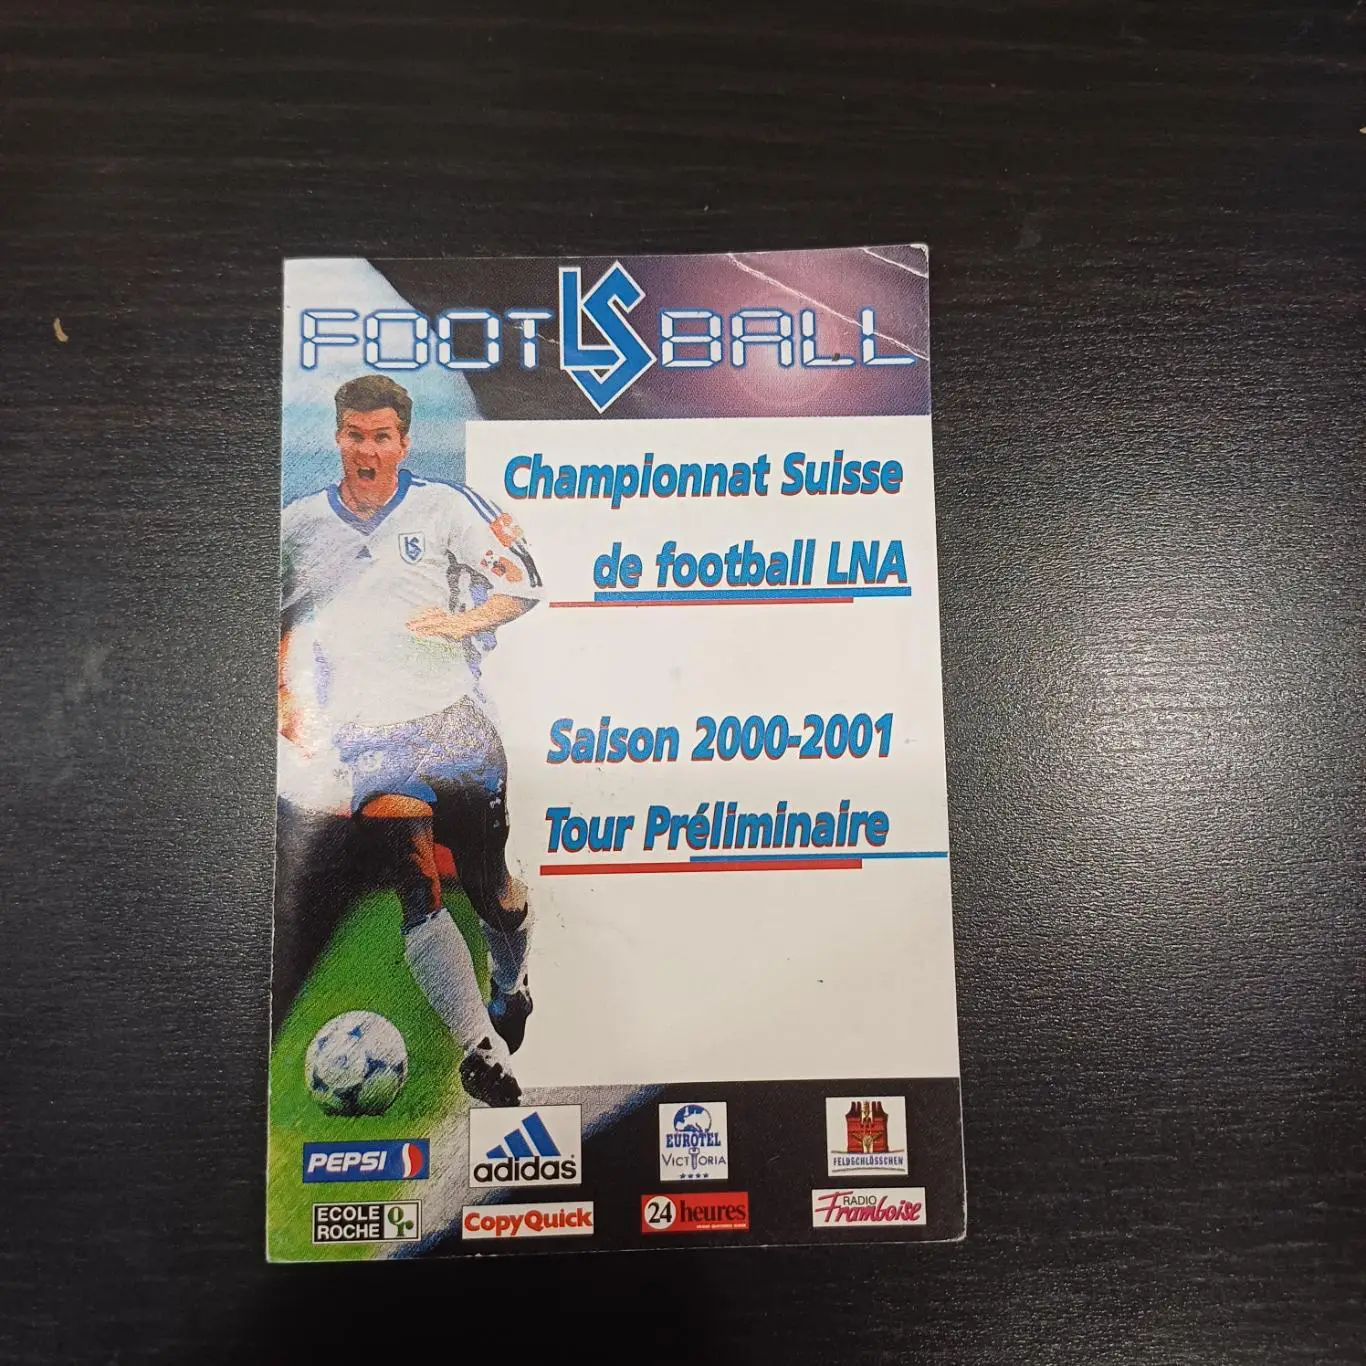 FOOT LS BALL
Championnat Suisse
de football LNA
Saison 2000-2001
Tour Préliminaire
PEPSI
adidas
EUROTEL
VICTORIA
FELDSCHLÖSSCHEN
ECOLE
ROCHE
CopyQuick
24 heures
RADIO
Framboise